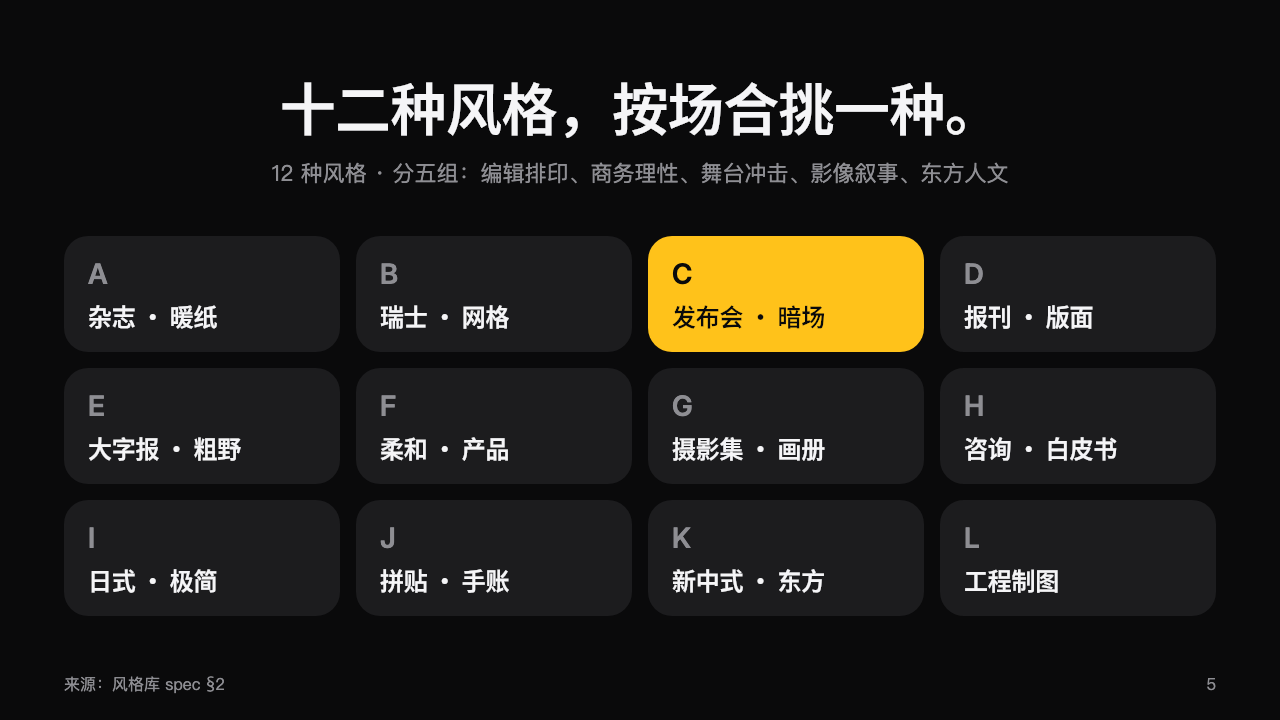 十二种风格，按场合挑一种。
12 种风格 · 分五组：编辑排印、商务理性、舞台冲击、影像叙事、东方人文
A
杂志 · 暖纸
B
瑞士 · 网格
C
发布会 · 暗场
D
报刊 · 版面
E
大字报 · 粗野
F
柔和 · 产品
G
摄影集 · 画册
H
咨询 · 白皮书
I
日式 · 极简
J
拼贴 · 手账
K
新中式 · 东方
L
工程制图
来源：风格库 spec §2
5